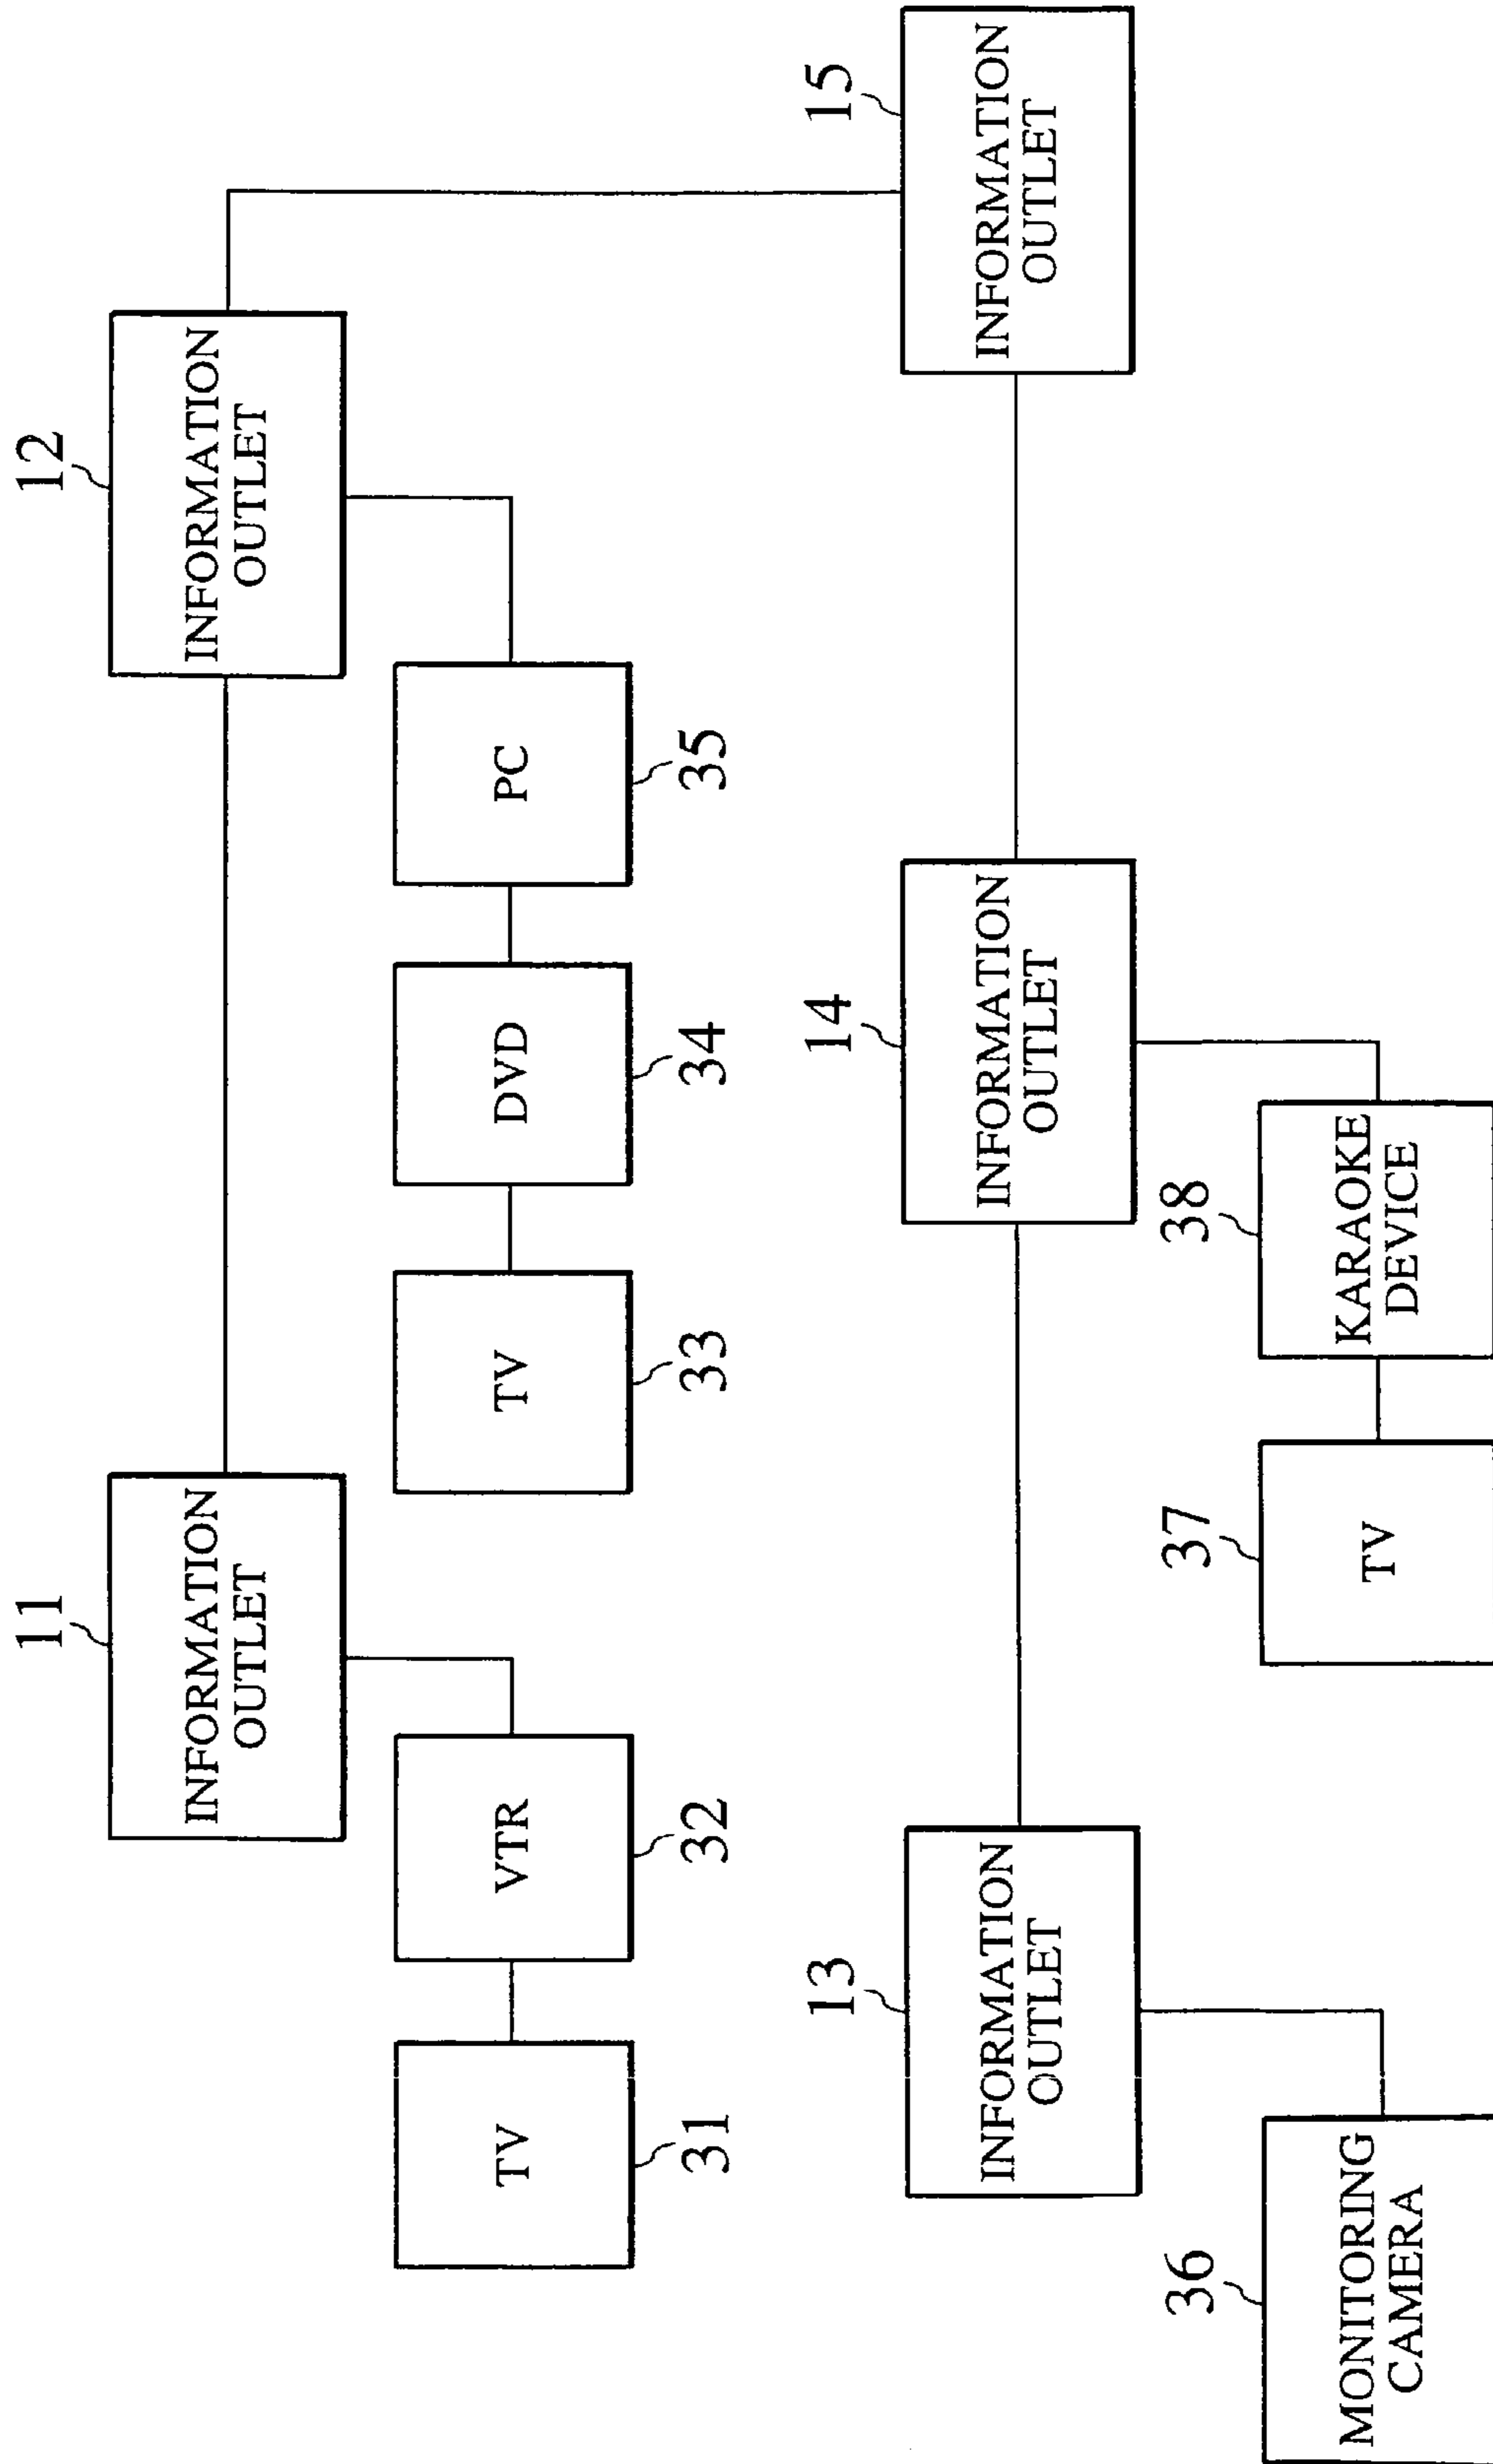 11
INFORMATION
OUTLET
12
INFORMATION
OUTLET
TV
31
VTR
32
TV
33
DVD
34
PC
35
13
INFORMATION
OUTLET
14
INFORMATION
OUTLET
15
INFORMATION
OUTLET
36
MONITORING
CAMERA
37
TV
38
KARAOKE
DEVICE